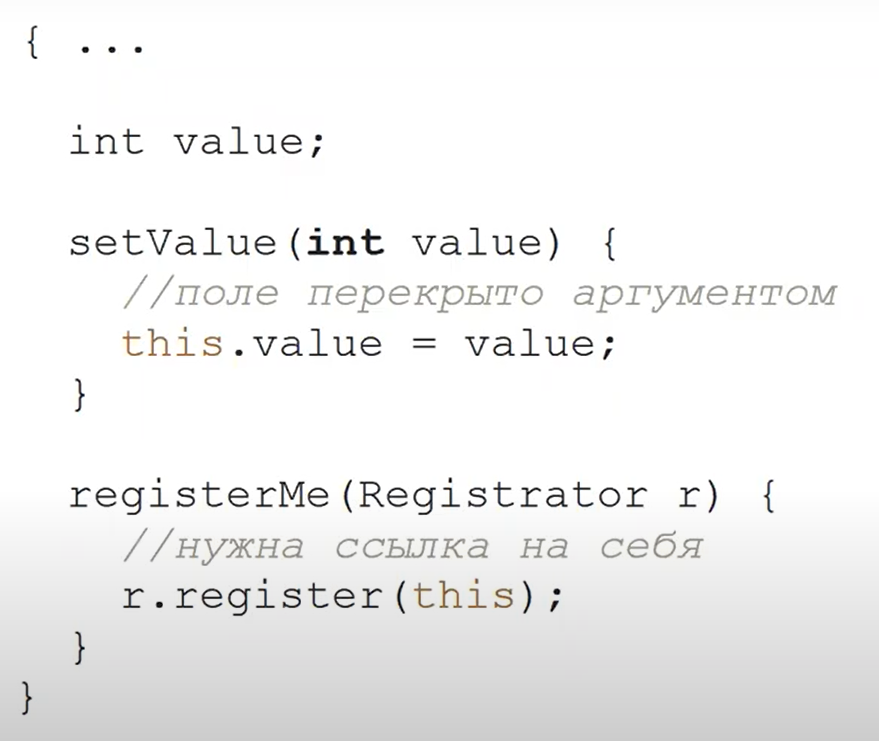 { ...
int value;
setValue(int value) {
//поле перекрыто аргументом
this.value = value;
}
registerMe(Registrator r) {
//нужна ссылка на себя
r.register(this);
}
}